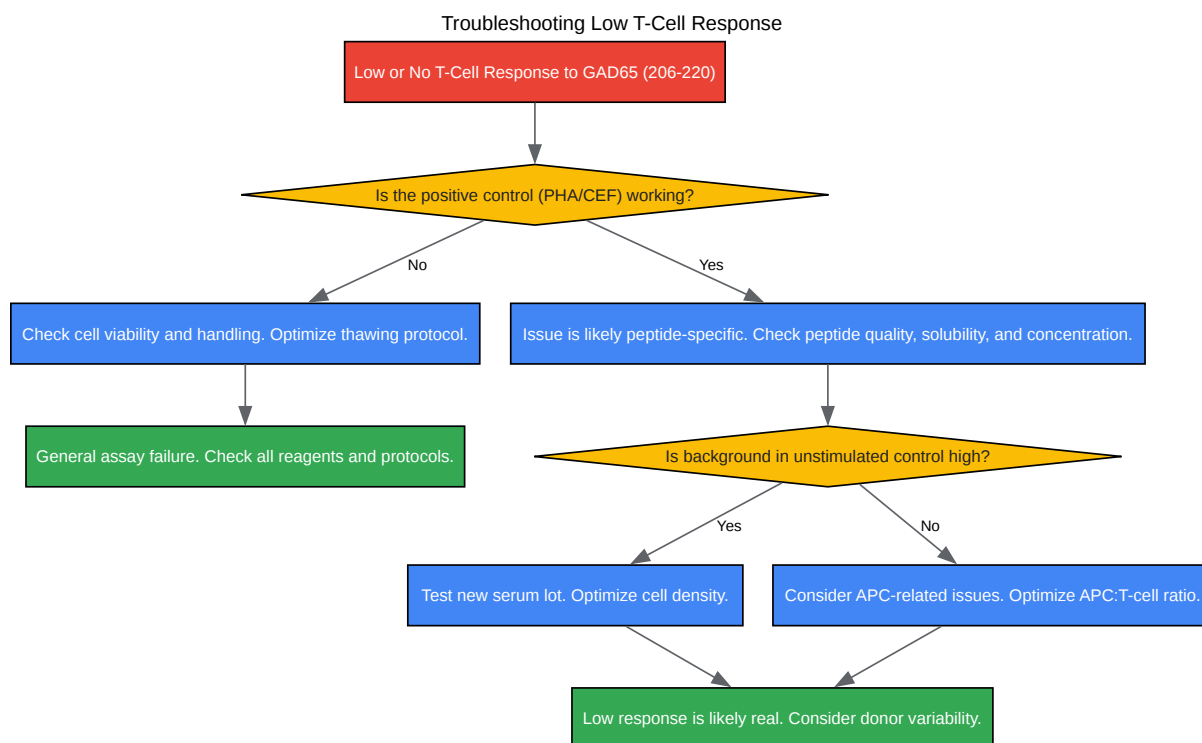 Troubleshooting Low T-Cell Response
Low or No T-Cell Response to GAD65 (206-220)
Is the positive control (PHA/CEF) working?
No
Yes
Check cell viability and handling. Optimize thawing protocol.
Issue is likely peptide-specific. Check peptide quality, solubility, and concentration.
General assay failure. Check all reagents and protocols.
Is background in unstimulated control high?
Yes
No
Test new serum lot. Optimize cell density.
Consider APC-related issues. Optimize APC:T-cell ratio.
Low response is likely real. Consider donor variability.